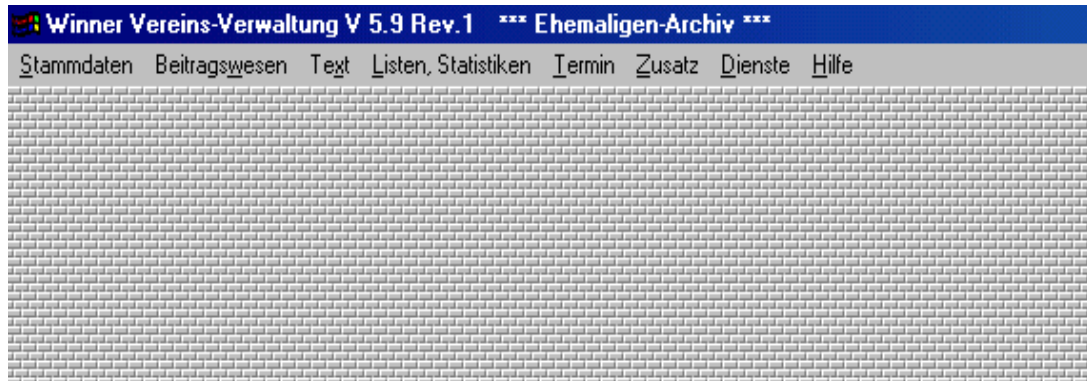 Winner Vereins-Verwaltung V 5.9 Rev.1 *** Ehemaligen-Archiv ***
Stammdaten Beitragswesen Text Listen, Statistiken Termin Zusatz Dienste Hilfe